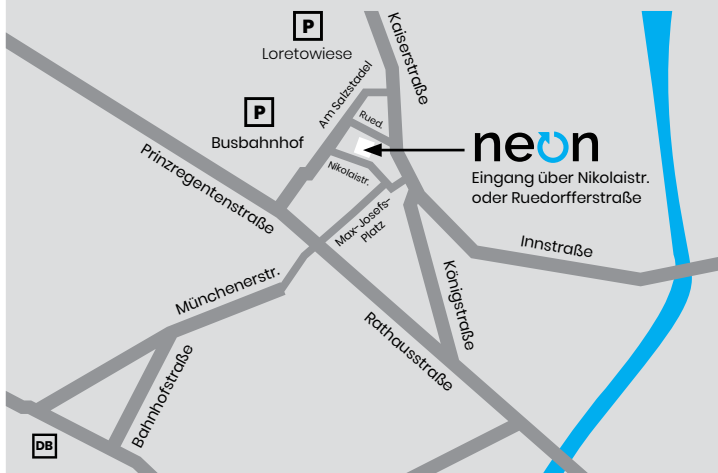 P
Loretowiese
Kaiserstraße
Am Salzstadel
P
Busbahnhof
Rued.
neon
Eingang über Nikolaistr.
oder Ruedorfferstraße
Prinzregentenstraße
Nikolaistr.
Max-Josefs-
Platz
Innstraße
Münchenerstr.
Königstraße
Rathausstraße
Bahnhofstraße
DB